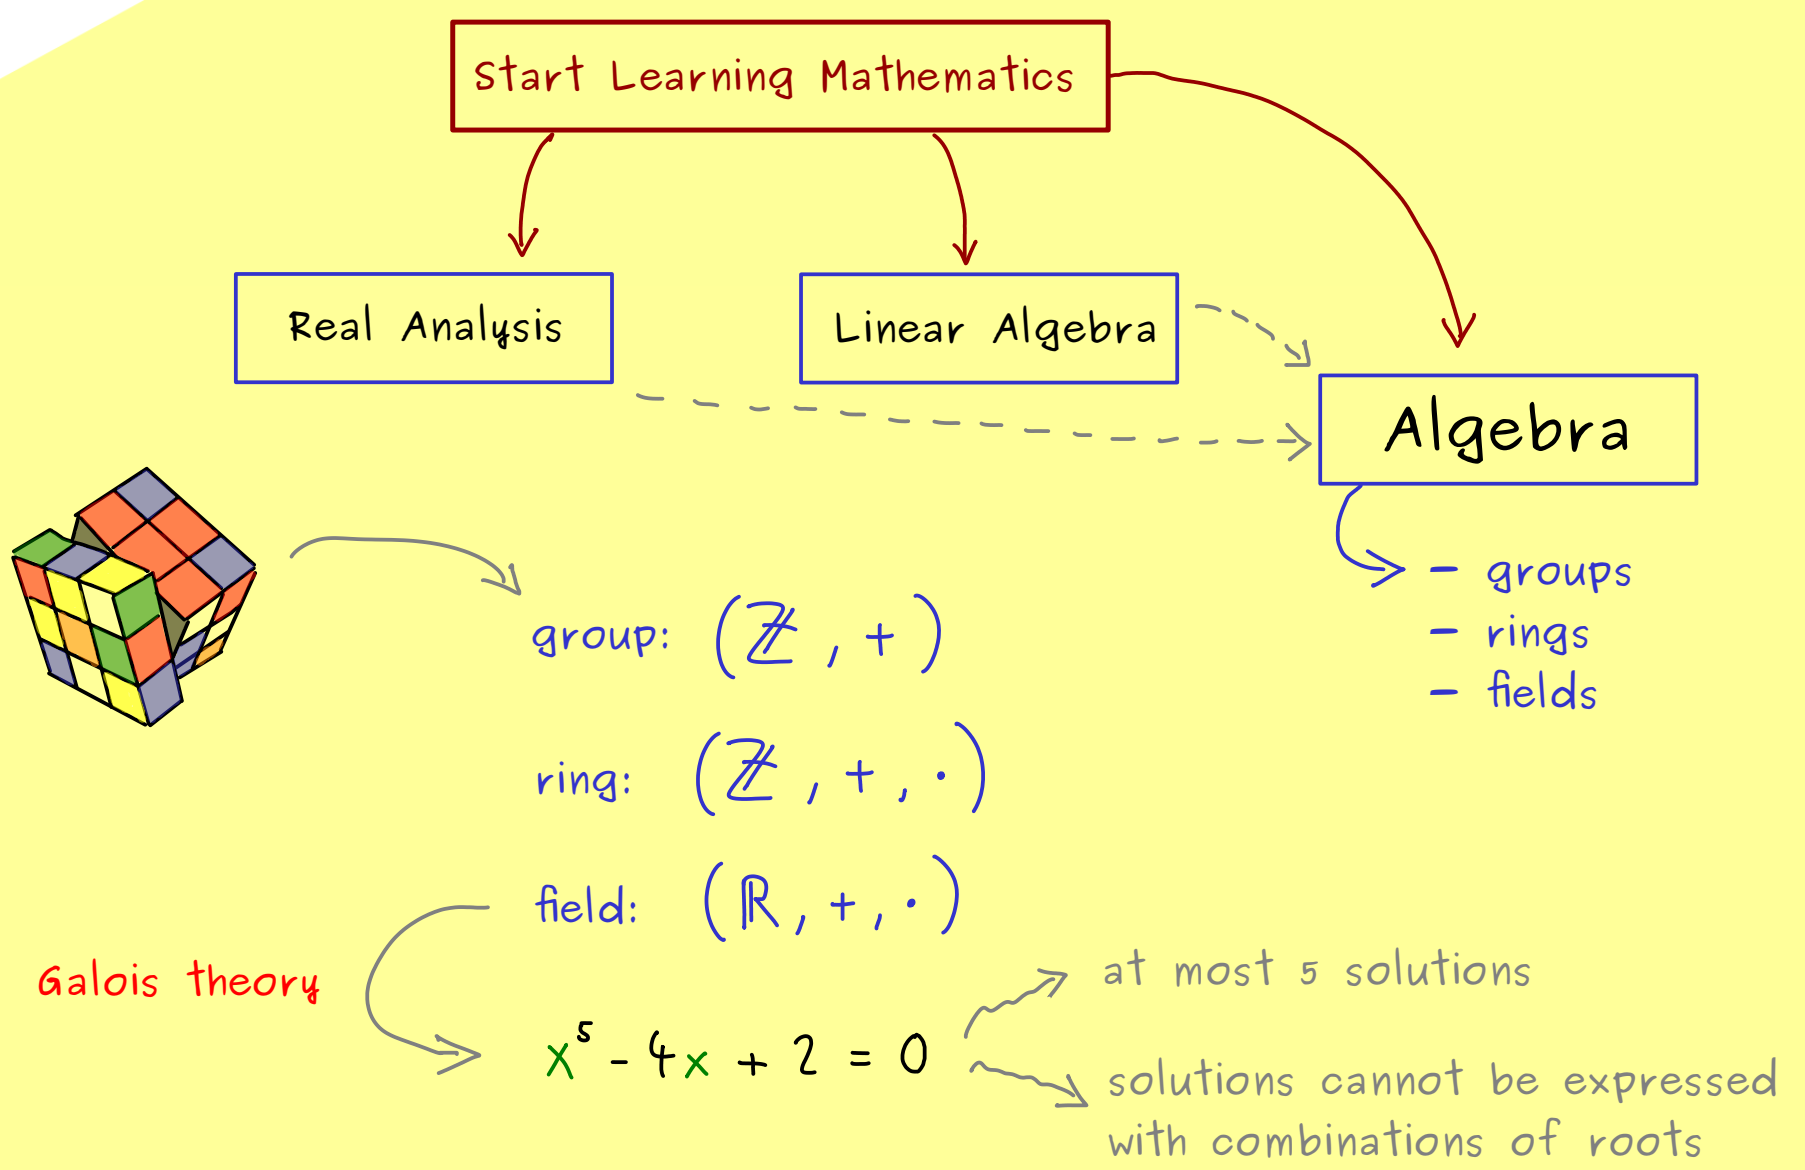 Start Learning Mathematics
Real Analysis
Linear Algebra
Algebra
- groups
- rings
- fields
group: (ℤ, +)
ring: (ℤ, +, ·)
field: (ℝ, +, ·)
Galois theory
x⁵ - 4x + 2 = 0
at most 5 solutions
solutions cannot be expressed
with combinations of roots